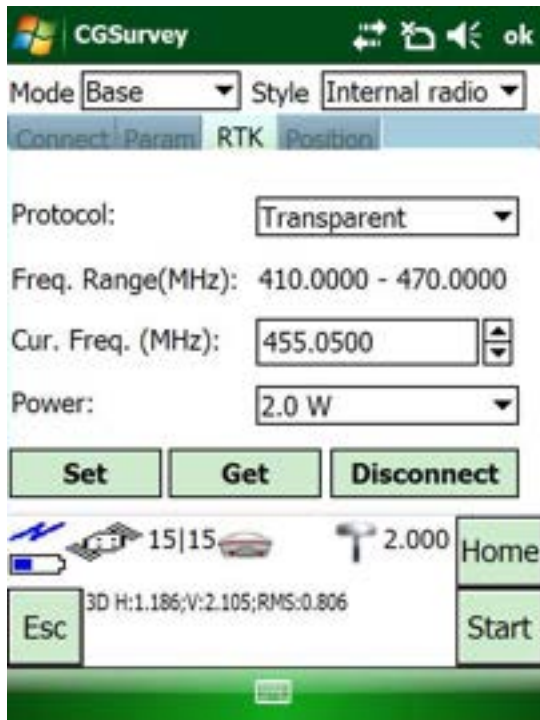 CGSurvey ok
Mode Base Style Internal radio
Connect Param RTK Position
Protocol: Transparent
Freq. Range(MHz): 410.0000 - 470.0000
Cur. Freq. (MHz): 455.0500
Power: 2.0 W
Set Get Disconnect
15|15 2.000 Home
3D H:1.186;V:2.105;RMS:0.806
Esc Start